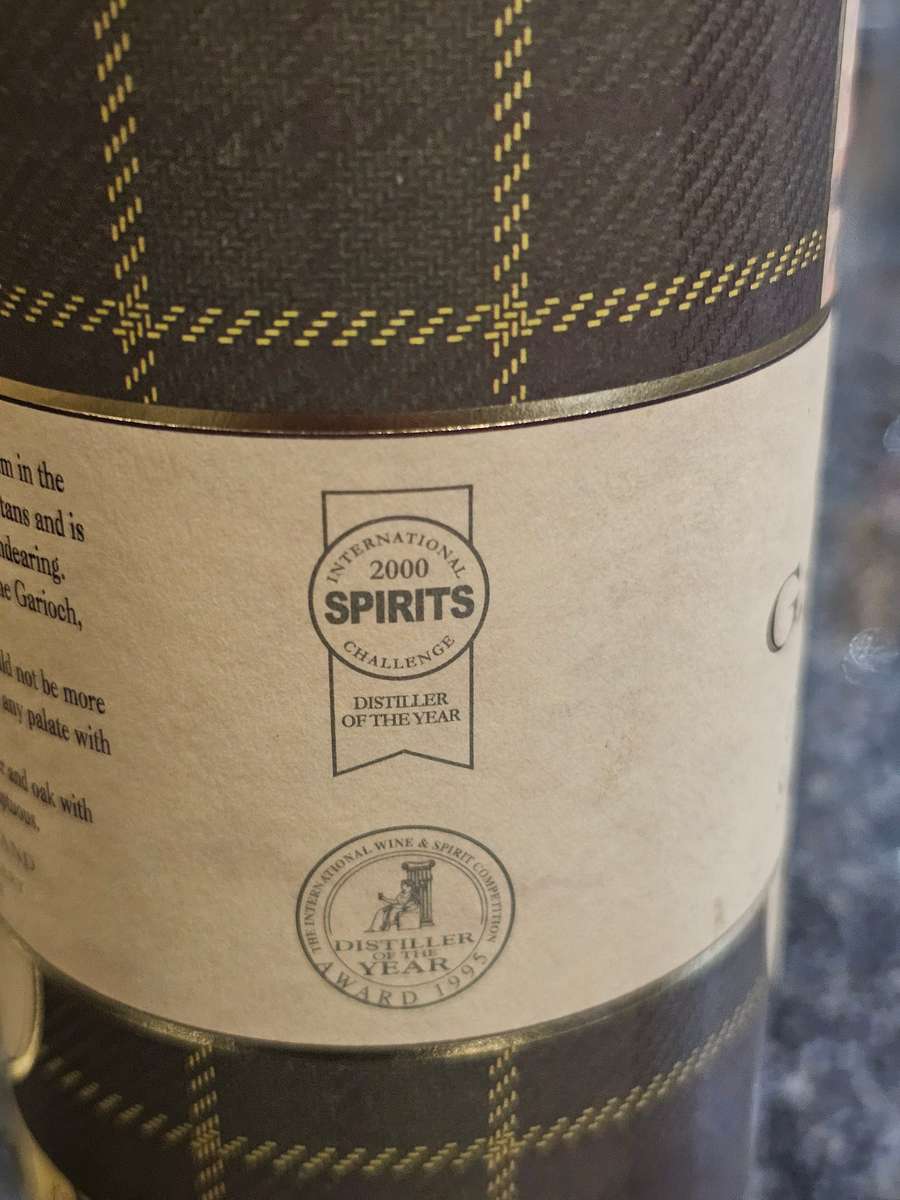 m in the
tans and is
ndearing.
ne Garioch,
ld not be more
any palate with
and oak with
INTERNATIONAL
2000
SPIRITS
CHALLENGE
DISTILLER
OF THE YEAR
THE INTERNATIONAL WINE & SPIRIT COMPETITION
DISTILLER
OF THE
YEAR
AWARD 1995
G